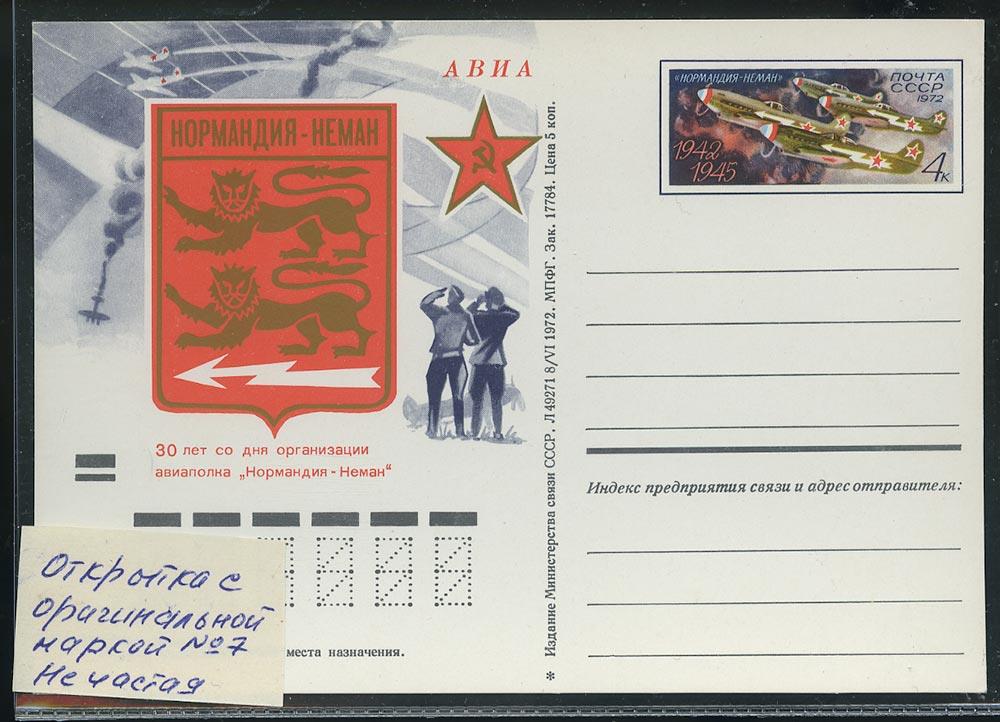 АВИА
НОРМАНДИЯ-НЕМАН
30 лет со дня организации
авиаполка „Нормандия-Неман“
места назначения.
Открытка с
оригинальной
маркой №7
Не частая
* Издание Министерства связи СССР. Л 49271 8/VI 1972. МПФГ. Зак. 17784. Цена 5 коп.
«НОРМАНДИЯ-НЕМАН»
ПОЧТА
СССР
1972
1942
1945
4к
Индекс предприятия связи и адрес отправителя: